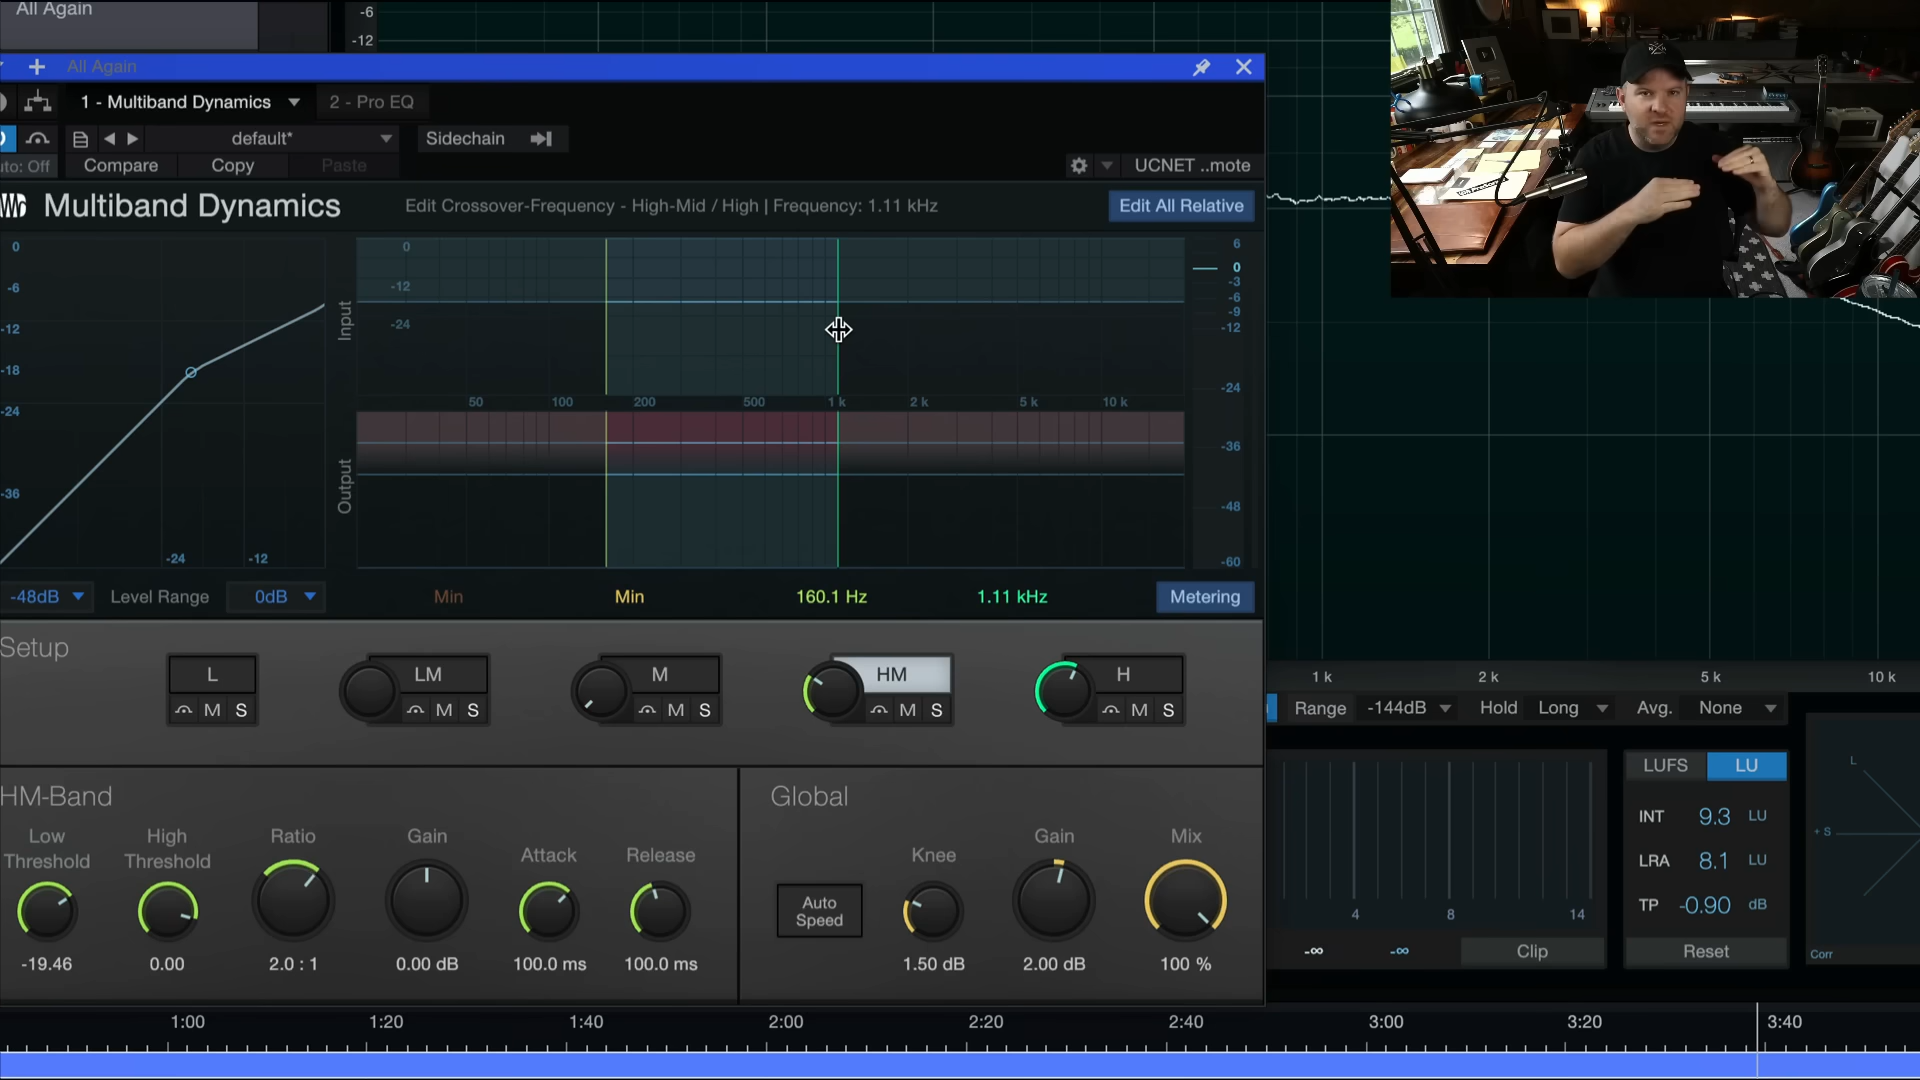 All Again
-6
-12
All Again
1 - Multiband Dynamics
2 - Pro EQ
default*
Sidechain
uto: Off
Compare
Copy
Paste
UCNET ..mote
Multiband Dynamics
Edit Crossover-Frequency - High-Mid / High | Frequency: 1.11 kHz
Edit All Relative
0
-6
-12
-18
-24
-36
-24
-12
Input
0
-12
-24
50
100
200
500
1 k
2 k
5 k
10 k
Output
6
0
-3
-6
-9
-12
-24
-36
-48
-60
-48dB
Level Range
0dB
Min
Min
160.1 Hz
1.11 kHz
Metering
Setup
L
M S
LM
M S
M
M S
HM
M S
H
M S
HM-Band
Low Threshold
High Threshold
Ratio
Gain
Attack
Release
-19.46
0.00
2.0 : 1
0.00 dB
100.0 ms
100.0 ms
Global
Auto Speed
Knee
Gain
Mix
1.50 dB
2.00 dB
100 %
1 k
2 k
5 k
10 k
Range
-144dB
Hold
Long
Avg.
None
4
8
14
-∞
-∞
Clip
LUFS
LU
INT 9.3 LU
LRA 8.1 LU
TP -0.90 dB
Reset
L
+ S
Corr
1:00
1:20
1:40
2:00
2:20
2:40
3:00
3:20
3:40